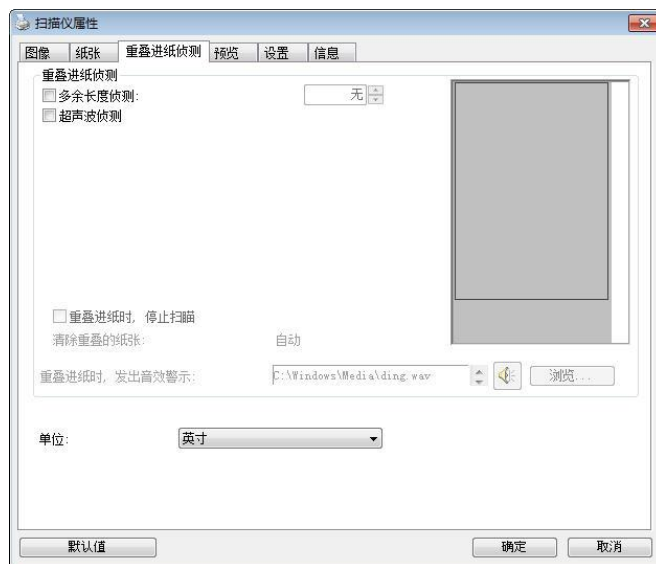 扫描仪属性
图像 纸张 重叠进纸侦测 预览 设置 信息
重叠进纸侦测
多余长度侦测: 无
超声波侦测
重叠进纸时, 停止扫瞄
清除重叠的纸张: 自动
重叠进纸时, 发出音效警示: C:\Windows\Media\ding.wav 浏览...
单位: 英寸
默认值 确定 取消